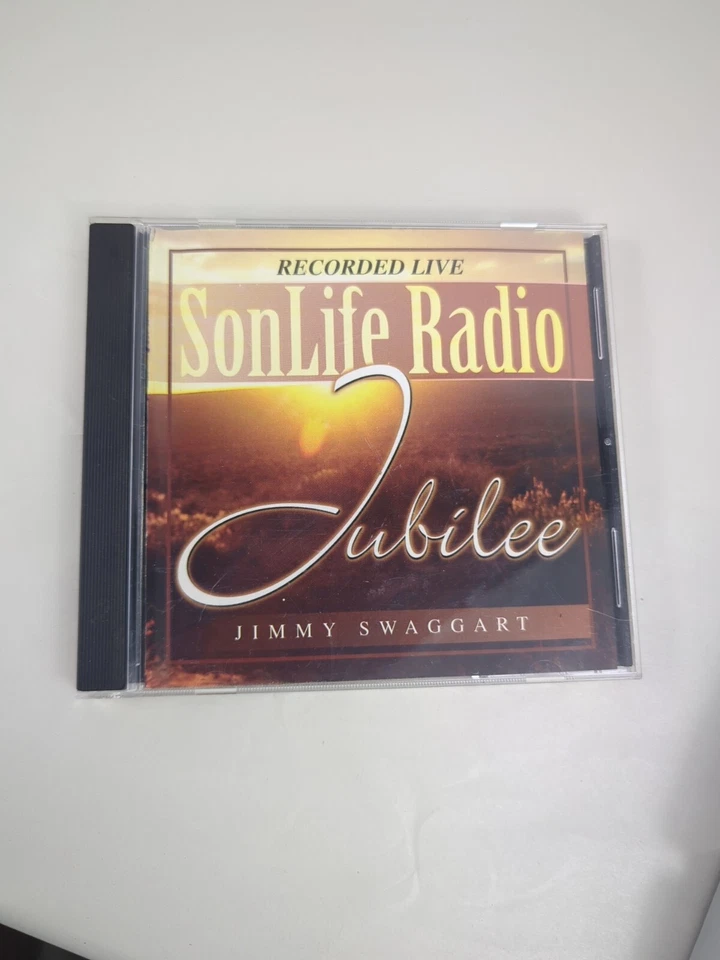 RECORDED LIVE
SonLife Radio
Jubilee
JIMMY SWAGGART